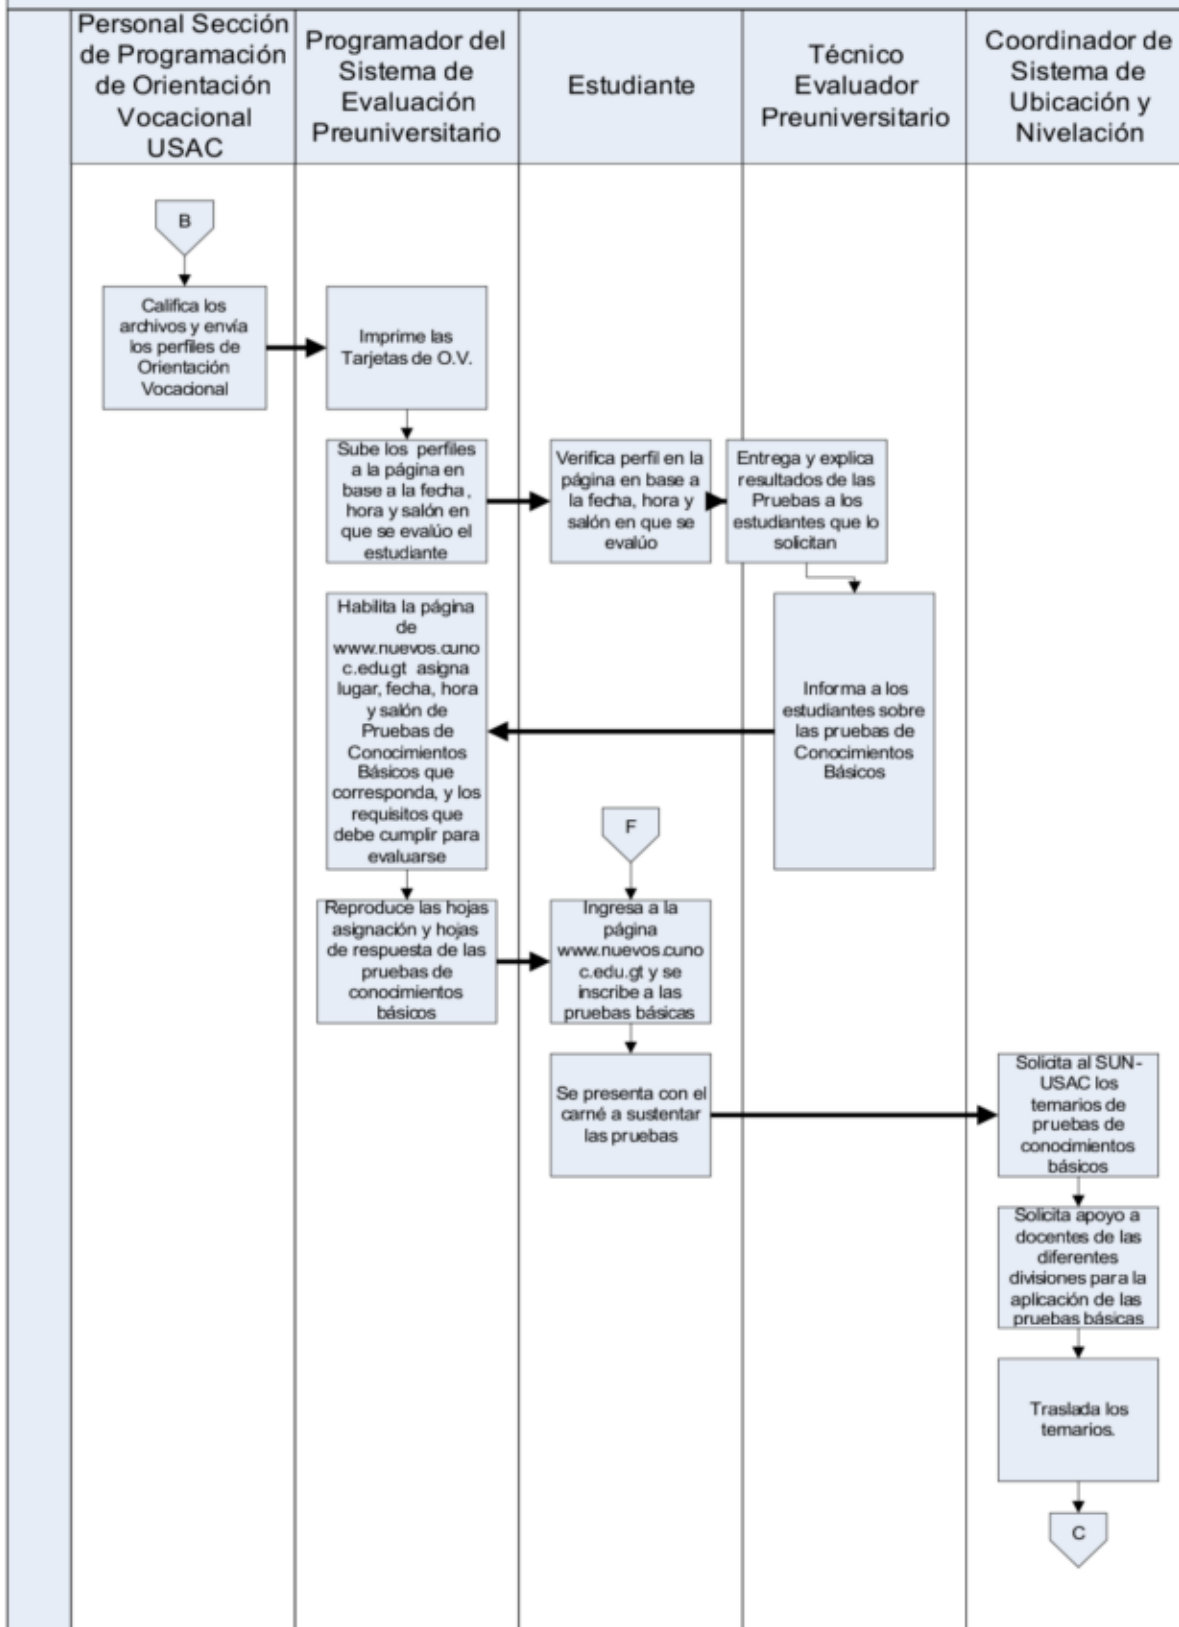 Personal Sección
de Programación
de Orientación
Vocacional
USAC
Programador del
Sistema de
Evaluación
Preuniversitario
Estudiante
Técnico
Evaluador
Preuniversitario
Coordinador de
Sistema de
Ubicación y
Nivelación
B
Califica los
archivos y envía
los perfiles de
Orientación
Vocacional
Imprime las
Tarjetas de O.V.
Sube los perfiles
a la página en
base a la fecha,
hora y salón en
que se evalúo el
estudiante
Verifica perfil en la
página en base a
la fecha, hora y
salón en que se
evalúo
Entrega y explica
resultados de las
Pruebas a los
estudiantes que lo
solicitan
Informa a los
estudiantes sobre
las pruebas de
Conocimientos
Básicos
Habilita la página
de
www.nuevos.cuno
c.edu.gt asigna
lugar, fecha, hora
y salón de
Pruebas de
Conocimientos
Básicos que
corresponda, y los
requisitos que
debe cumplir para
evaluarse
Reproduce las hojas
asignación y hojas
de respuesta de las
pruebas de
conocimientos
básicos
F
Ingresa a la
página
www.nuevos.cuno
c.edu.gt y se
inscribe a las
pruebas básicas
Se presenta con el
carné a sustentar
las pruebas
Solicita al SUN-
USAC los
temarios de
pruebas de
conocimientos
básicos
Solicita apoyo a
docentes de las
diferentes
divisiones para la
aplicación de las
pruebas básicas
Traslada los
temarios.
C